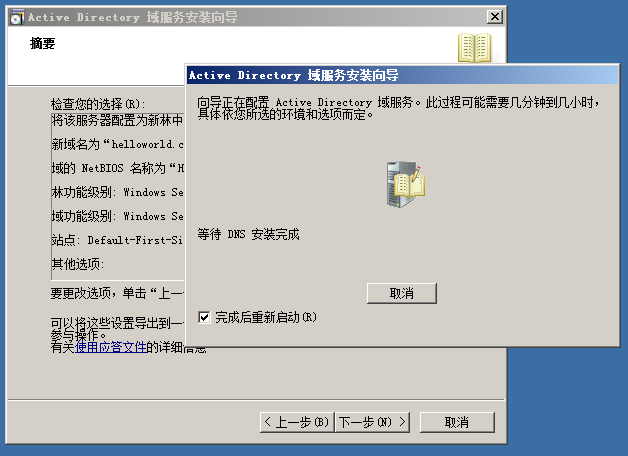 Active Directory 域服务安装向导
摘要
Active Directory 域服务安装向导
检查您的选择(R):
向导正在配置 Active Directory 域服务。此过程可能需要几分钟到几小时，
具体依您所选的环境和选项而定。
将该服务器配置为新林中
新域名为“helloworld.c
域的 NetBIOS 名称为“H
林功能级别: Windows Se
域功能级别: Windows Se
站点: Default-First-Si
等待 DNS 安装完成
其他选项:
要更改选项，单击“上一
取消
可以将这些设置导出到一
完成后重新启动(R)
参与操作。
有关使用应答文件的详细信息
< 上一步(B)
下一步(N) >
取消